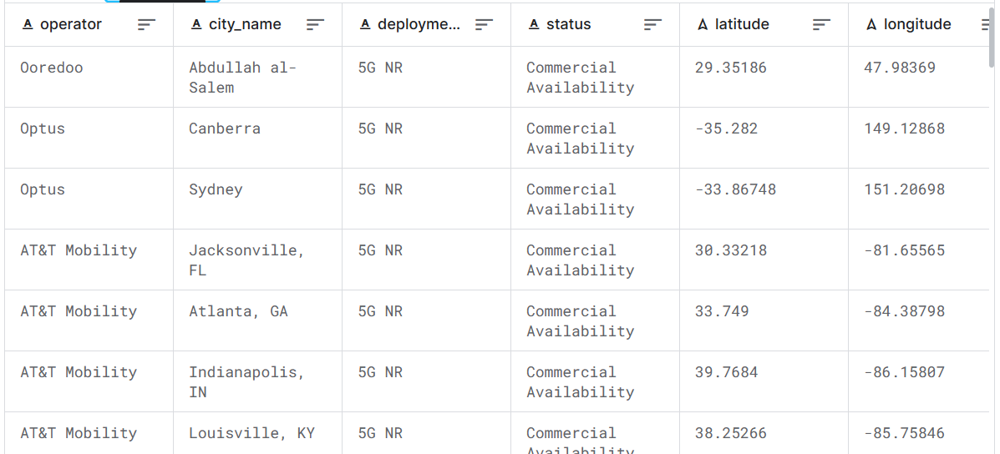 operator city_name deployme... status latitude longitude
Ooredoo Abdullah al- 5G NR Commercial 29.35186 47.98369
Salem Availability
Optus Canberra 5G NR Commercial -35.282 149.12868
Availability
Optus Sydney 5G NR Commercial -33.86748 151.20698
Availability
AT&T Mobility Jacksonville, 5G NR Commercial 30.33218 -81.65565
FL Availability
AT&T Mobility Atlanta, GA 5G NR Commercial 33.749 -84.38798
Availability
AT&T Mobility Indianapolis, 5G NR Commercial 39.7684 -86.15807
IN Availability
AT&T Mobility Louisville, KY 5G NR Commercial 38.25266 -85.75846
Availability